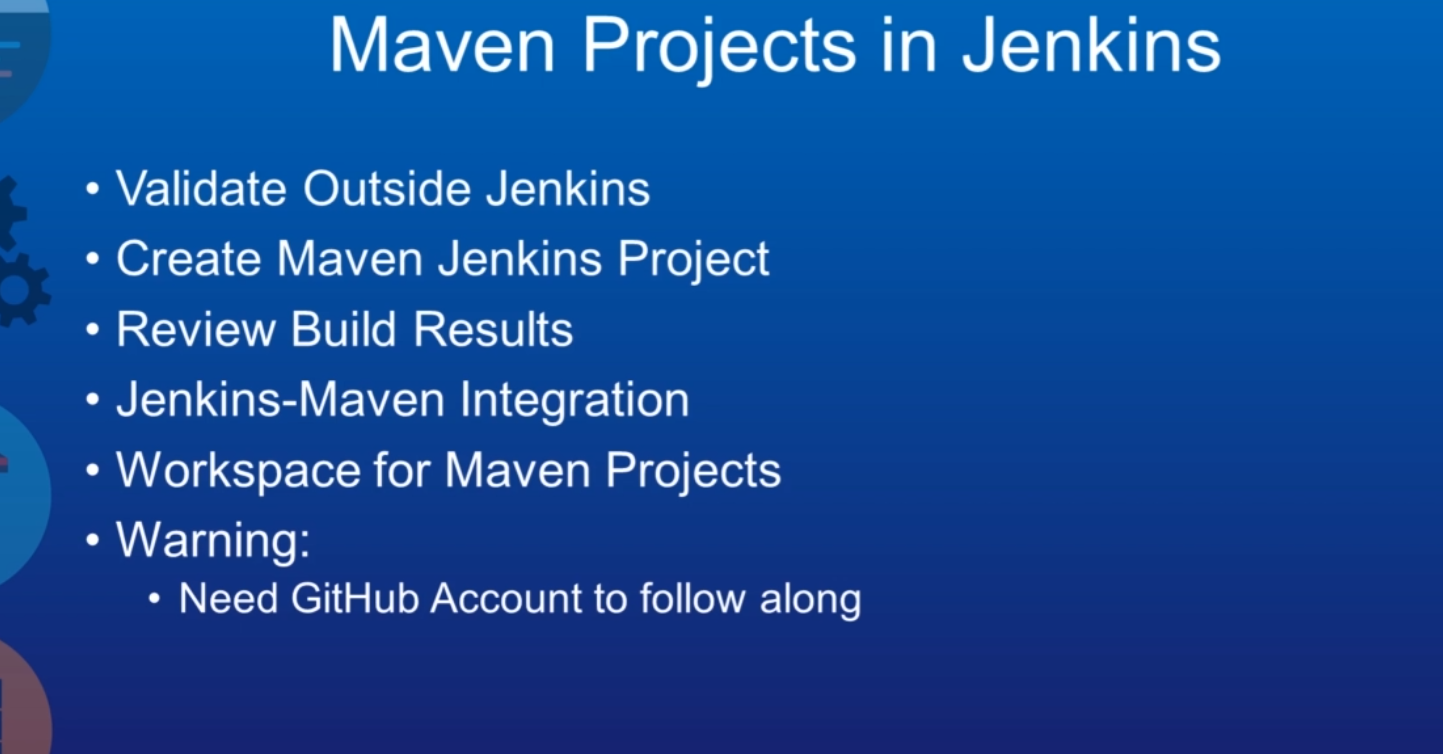 Maven Projects in Jenkins
• Validate Outside Jenkins
• Create Maven Jenkins Project
• Review Build Results
• Jenkins-Maven Integration
• Workspace for Maven Projects
• Warning:
• Need GitHub Account to follow along